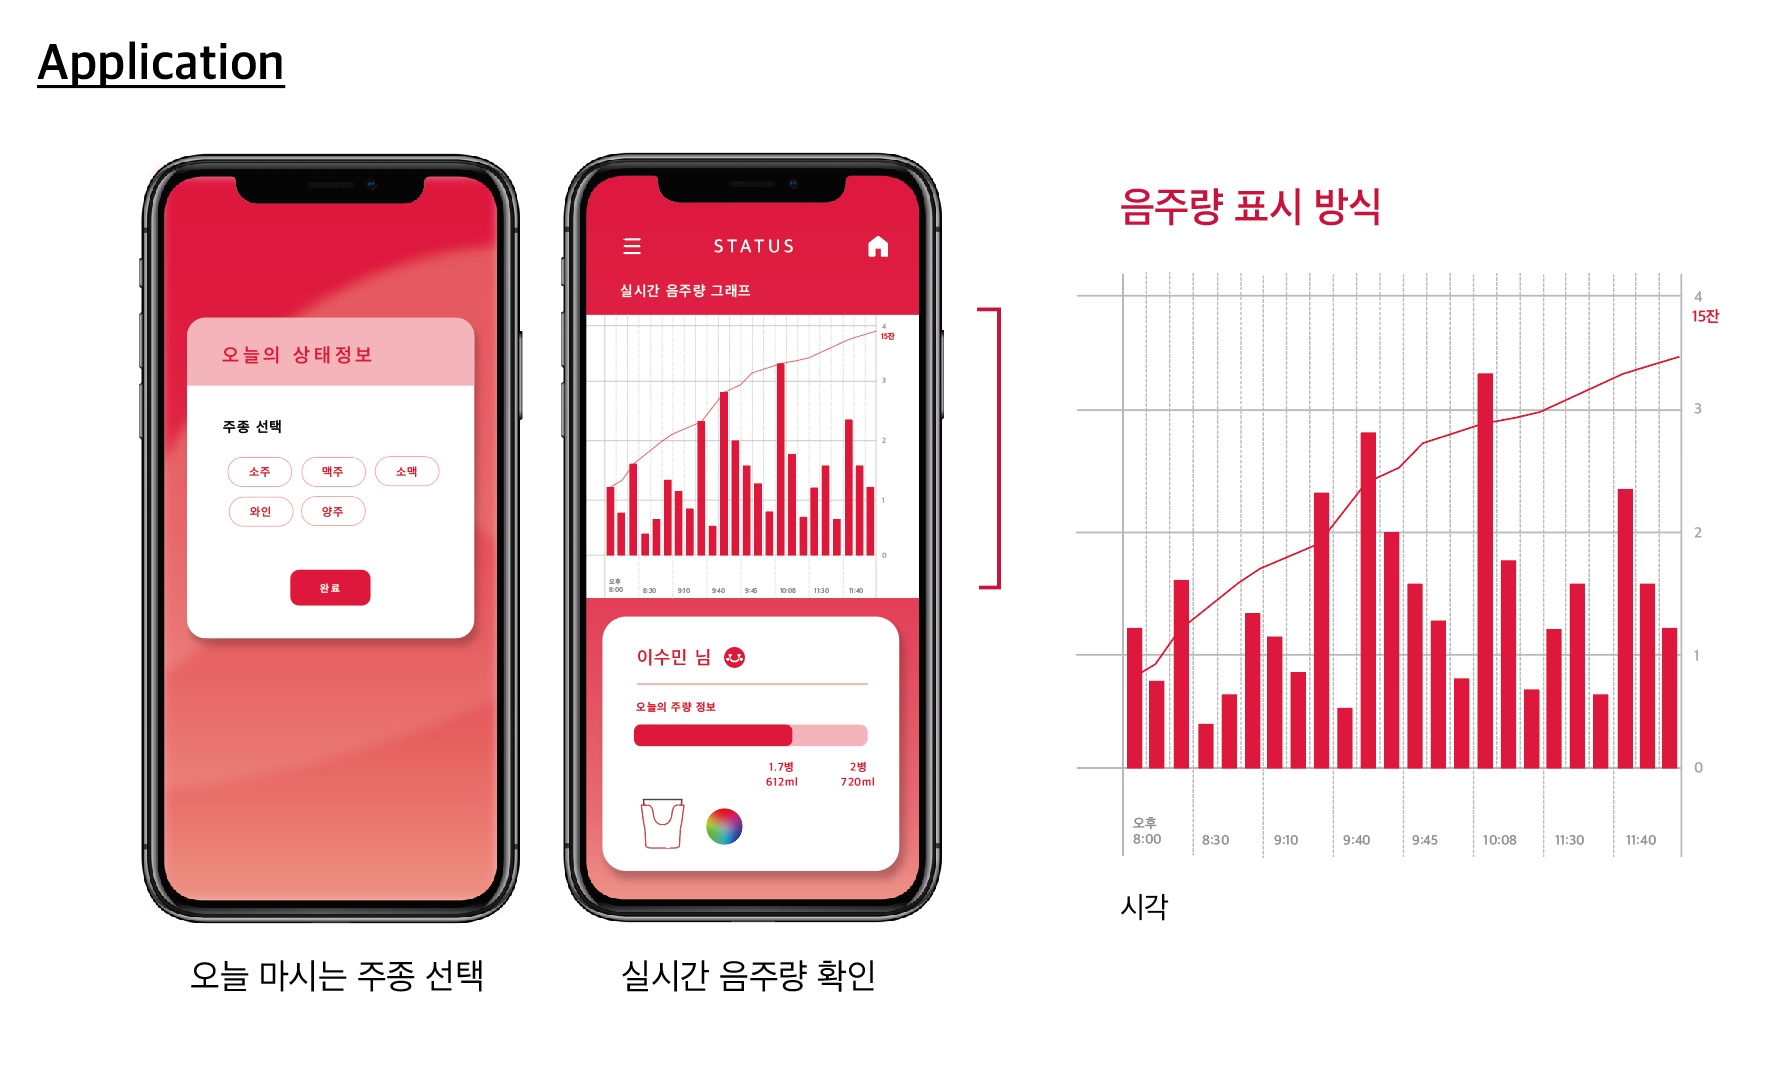 Application
오늘의 상태정보
주종 선택
소주 맥주 소맥
와인 양주
완료
오늘 마시는 주종 선택
STATUS
실시간 음주량 그래프
4
15잔
3
2
1
0
오후
8:00 8:30 9:10 9:40 9:45 10:08 11:30 11:40
이수민 님
오늘의 주량 정보
1.7병 2병
612ml 720ml
실시간 음주량 확인
음주량 표시 방식
4
15잔
3
2
1
0
오후
8:00 8:30 9:10 9:40 9:45 10:08 11:30 11:40
시각